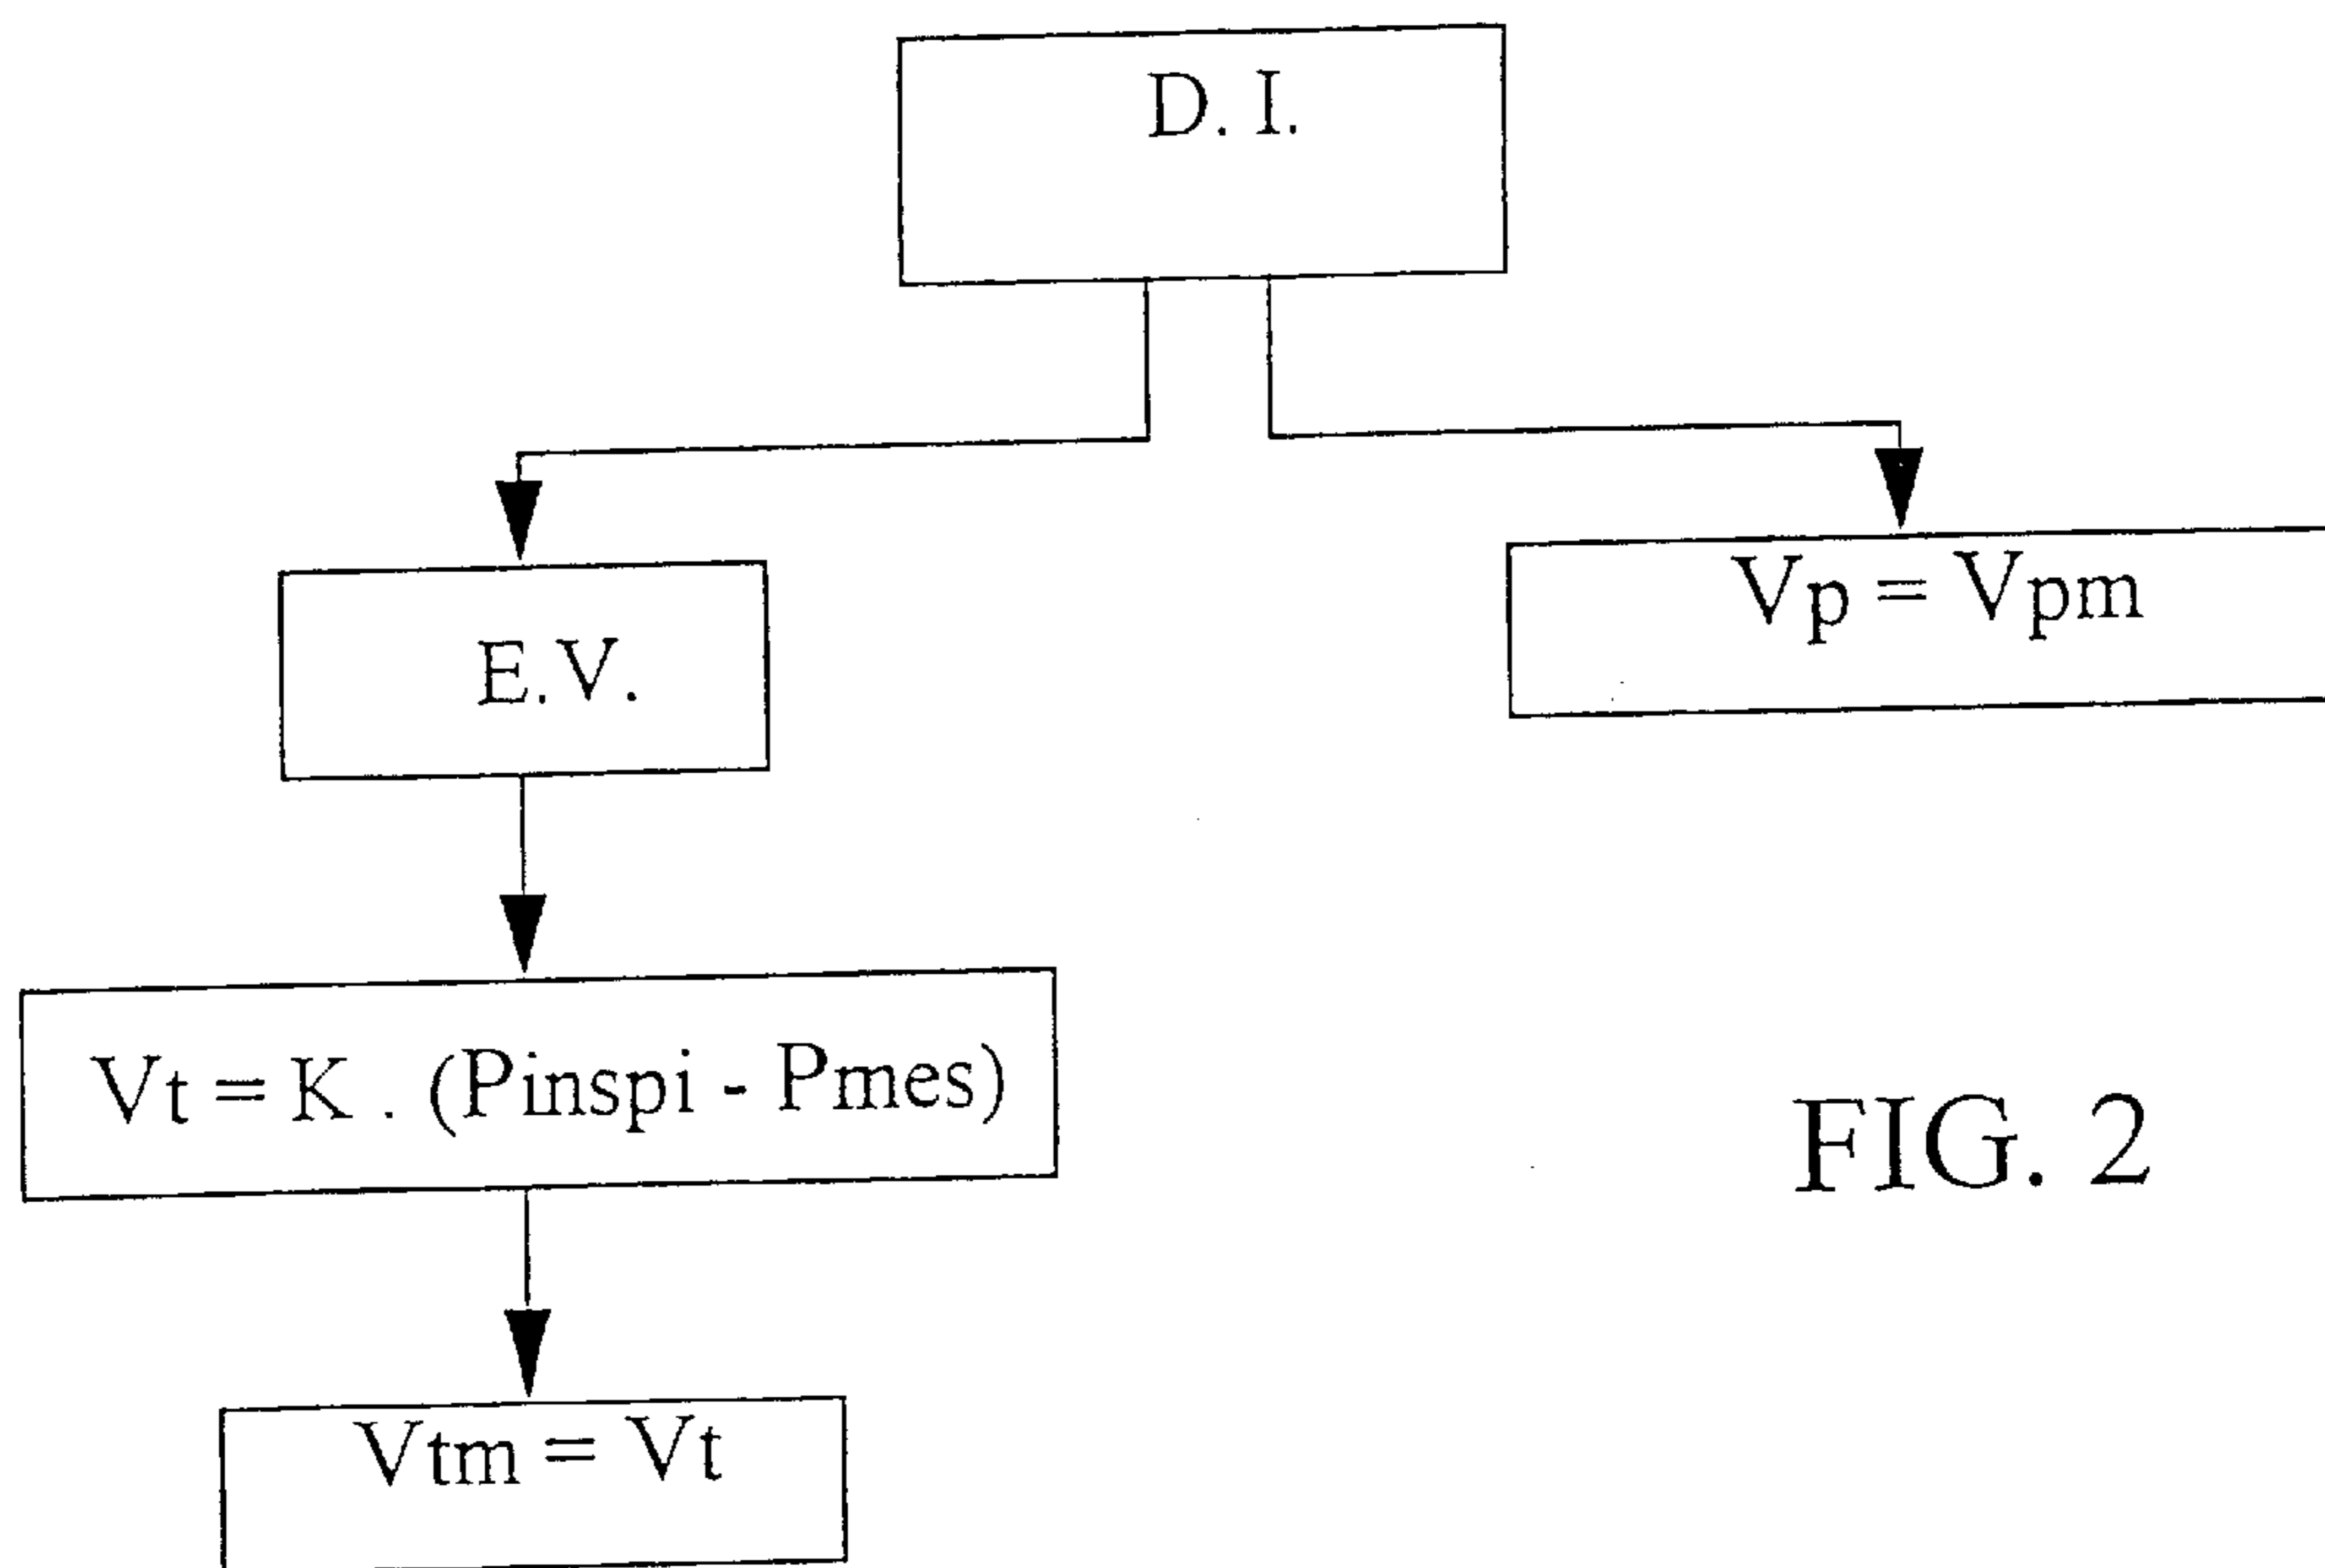 D. I.
E.V.
Vp = Vpm
Vt = K . (Pinspi - Pmes)
FIG. 2
Vtm = Vt